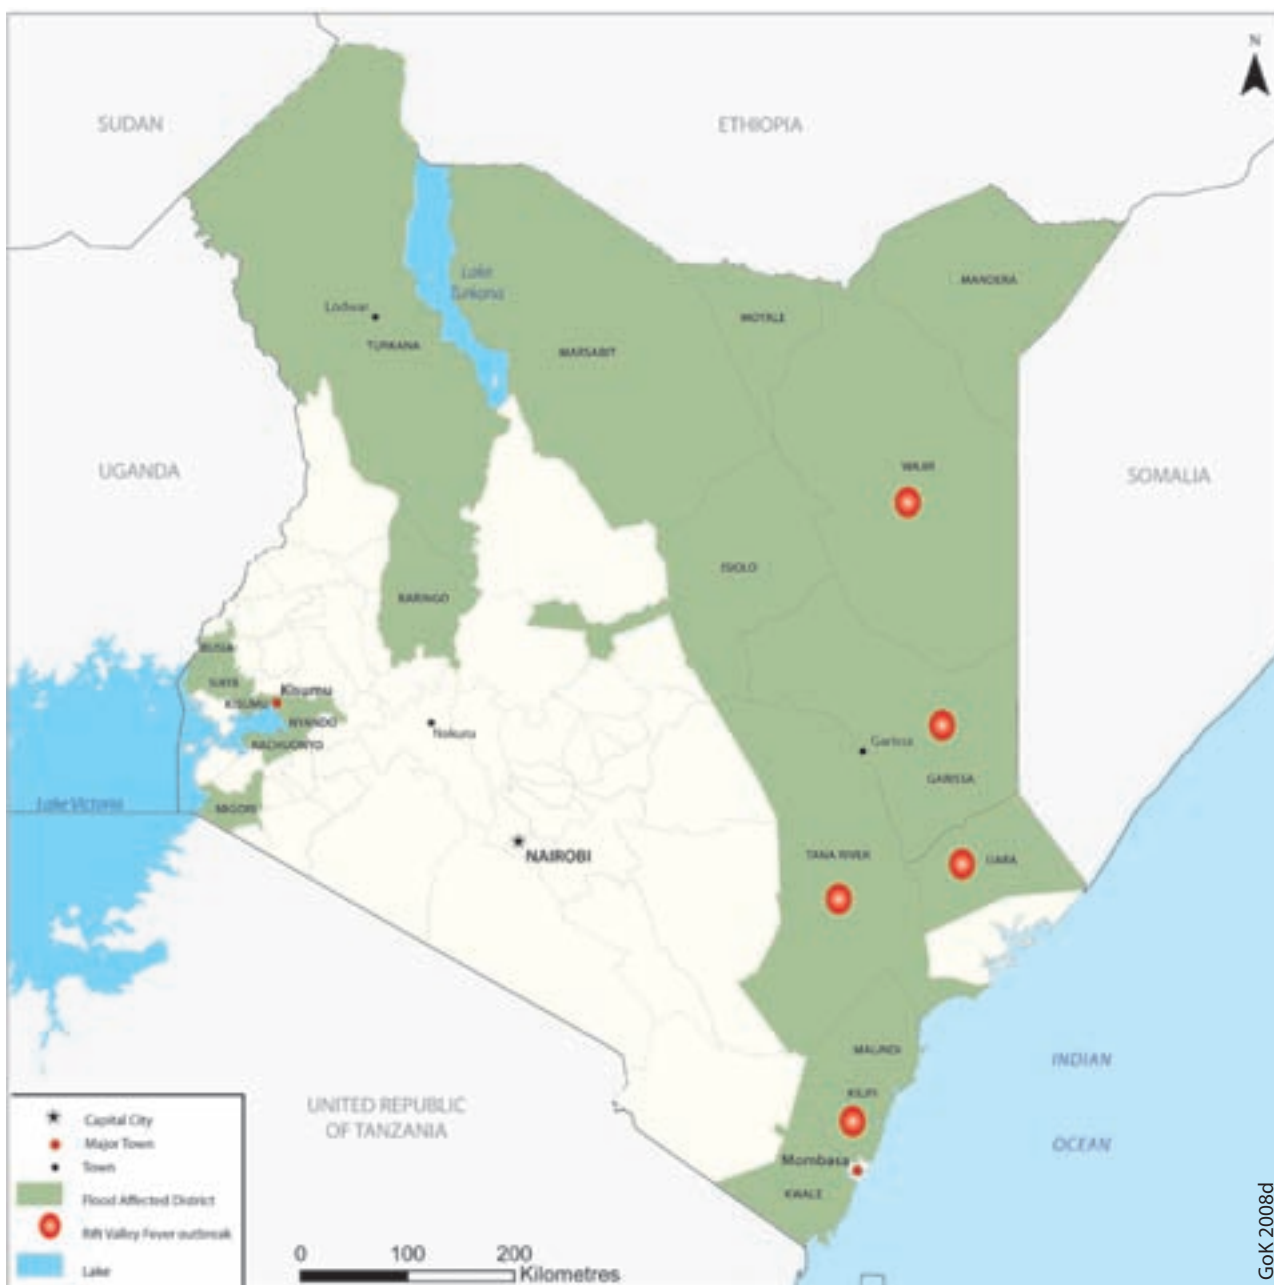 N
SUDAN
ETHIOPIA
MANDERA
Lake
Turkana
Lodwar
MOYALE
TURKANA
MARSABIT
UGANDA
WAJIR
SOMALIA
ISIOLO
BARINGO
BUSIA
SIAYA
Kisumu
KISUMU
NYANDO
Nakuru
RACHUONYO
Garissa
GARISSA
Lake Victoria
MIGORI
NAIROBI
TANA RIVER
IJARA
MALINDI
INDIAN
KILIFI
UNITED REPUBLIC
OF TANZANIA
OCEAN
Mombasa
KWALE
Capital City
Major Town
Town
Flood Affected District
Rift Valley Fever outbreak
Lake
0 100 200
Kilometres
GoK 2008d